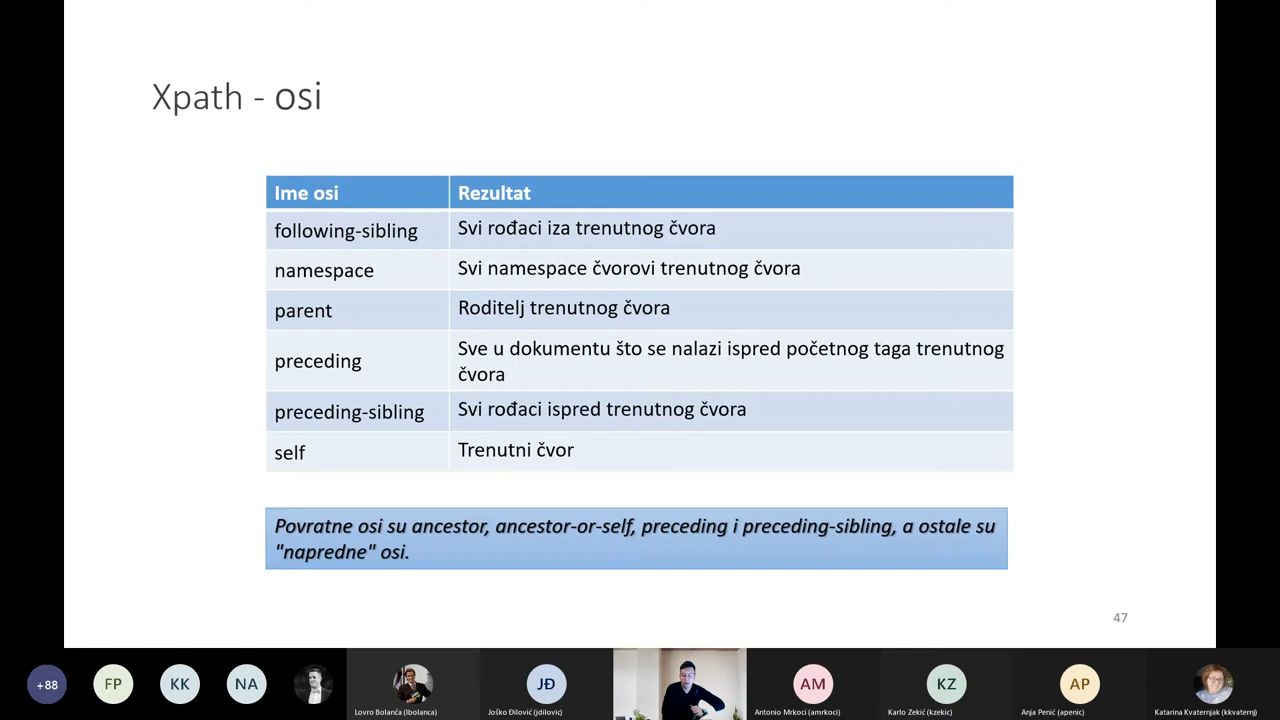 Xpath - osi
Ime osi
Rezultat
following-sibling
Svi rođaci iza trenutnog čvora
namespace
Svi namespace čvorovi trenutnog čvora
parent
Roditelj trenutnog čvora
preceding
Sve u dokumentu što se nalazi ispred početnog taga trenutnog
čvora
preceding-sibling
Svi rođaci ispred trenutnog čvora
self
Trenutni čvor
Povratne osi su ancestor, ancestor-or-self, preceding i preceding-sibling, a ostale su
"napredne" osi.
47
+88
FP
KK
NA
Lovro Bolanča (lbolanca)
JĐ
Joško Đilović (jdilovic)
AM
Antonio Mrkoci (amrkoci)
KZ
Karlo Zekić (kzekic)
AP
Anja Penić (apenic)
Katarina Kvaternjak (kkvaternj)